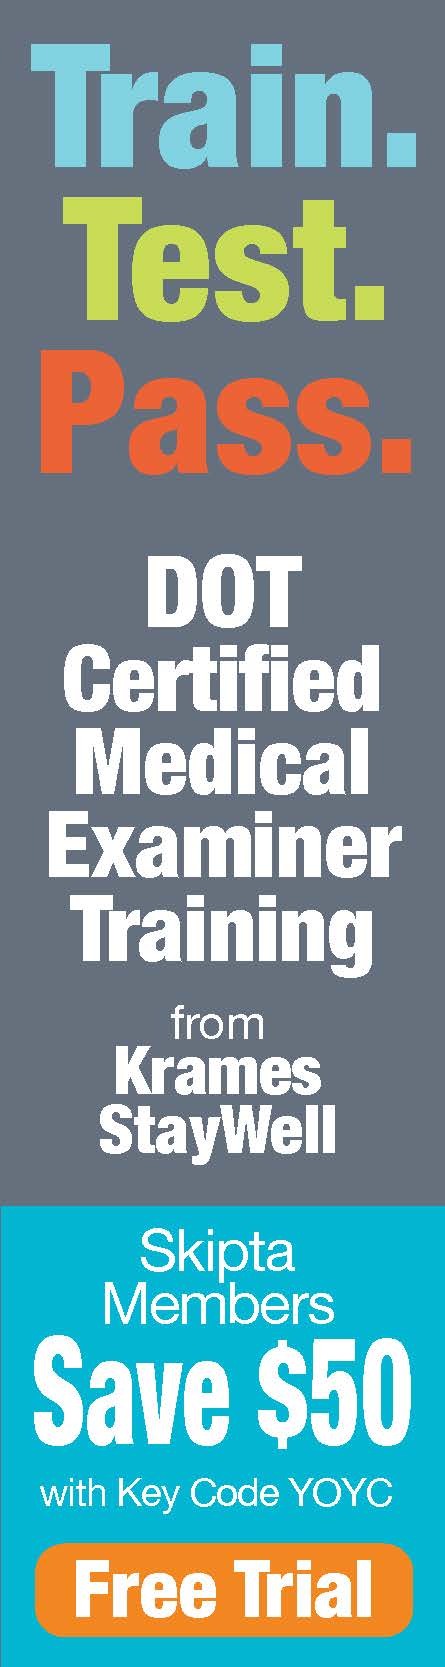 Train.
Test.
Pass.
DOT
Certified
Medical
Examiner
Training
from
Krames
StayWell
Skipta
Members
Save $50
with Key Code YOYC
Free Trial